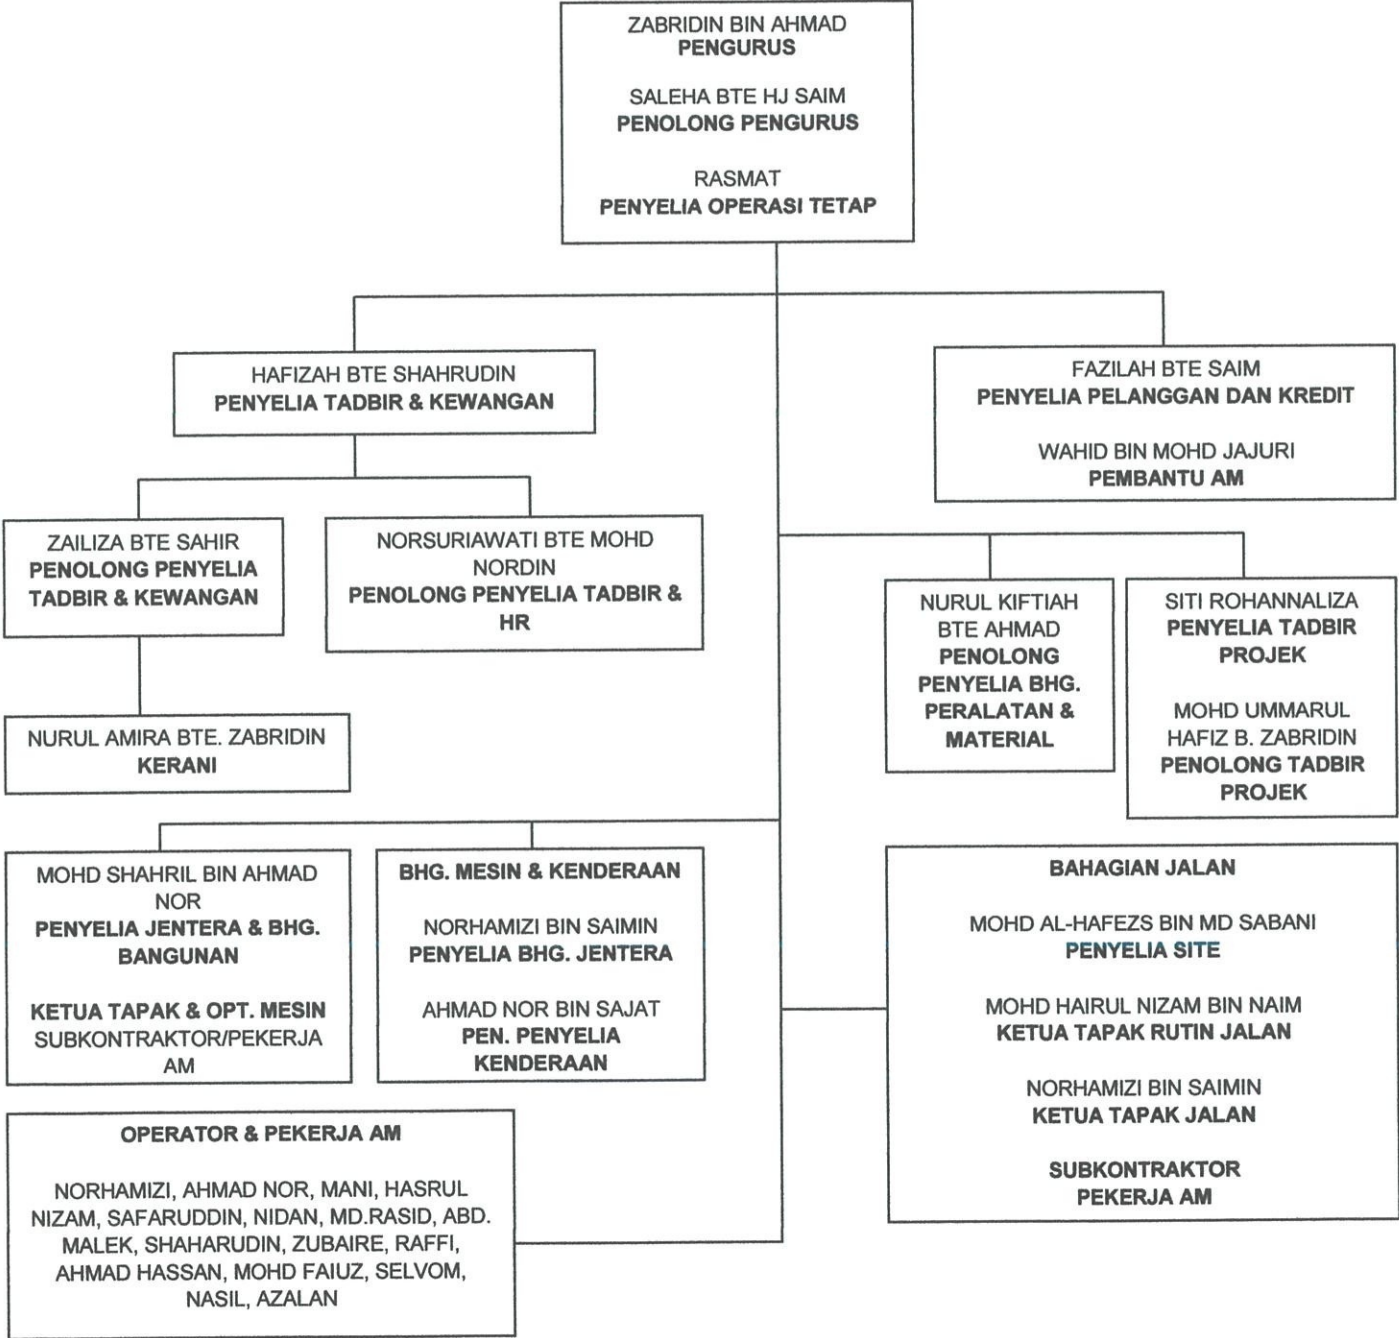 ZABRIDIN BIN AHMAD
PENGURUS
SALEHA BTE HJ SAIM
PENOLONG PENGURUS
RASMAT
PENYELIA OPERASI TETAP
HAFIZAH BTE SHAHRUDIN
PENYELIA TADBIR & KEWANGAN
FAZILAH BTE SAIM
PENYELIA PELANGGAN DAN KREDIT
WAHID BIN MOHD JAJURI
PEMBANTU AM
ZAILIZA BTE SAHIR
PENOLONG PENYELIA
TADBIR & KEWANGAN
NORSURIAWATI BTE MOHD
NORDIN
PENOLONG PENYELIA TADBIR &
HR
NURUL KIFTIAH
BTE AHMAD
PENOLONG
PENYELIA BHG.
PERALATAN &
MATERIAL
SITI ROHANNALIZA
PENYELIA TADBIR
PROJEK
MOHD UMMARUL
HAFIZ B. ZABRIDIN
PENOLONG TADBIR
PROJEK
NURUL AMIRA BTE. ZABRIDIN
KERANI
MOHD SHAHRIL BIN AHMAD
NOR
PENYELIA JENTERA & BHG.
BANGUNAN
KETUA TAPAK & OPT. MESIN
SUBKONTRAKTOR/PEKERJA
AM
BHG. MESIN & KENDERAAN
NORHAMIZI BIN SAIMIN
PENYELIA BHG. JENTERA
AHMAD NOR BIN SAJAT
PEN. PENYELIA
KENDERAAN
BAHAGIAN JALAN
MOHD AL-HAFEZS BIN MD SABANI
PENYELIA SITE
MOHD HAIRUL NIZAM BIN NAIM
KETUA TAPAK RUTIN JALAN
NORHAMIZI BIN SAIMIN
KETUA TAPAK JALAN
SUBKONTRAKTOR
PEKERJA AM
OPERATOR & PEKERJA AM
NORHAMIZI, AHMAD NOR, MANI, HASRUL
NIZAM, SAFARUDDIN, NIDAN, MD.RASID, ABD.
MALEK, SHAHARUDIN, ZUBAIRE, RAFFI,
AHMAD HASSAN, MOHD FAIUZ, SELVOM,
NASIL, AZALAN